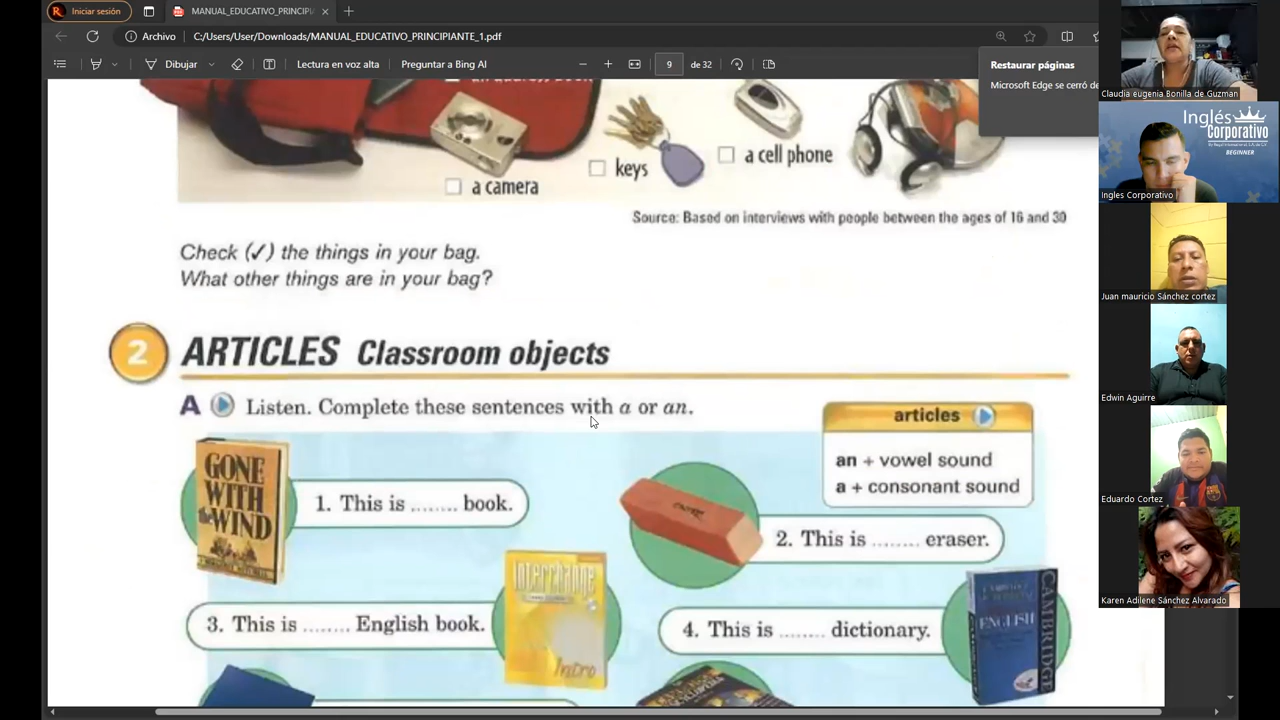 Iniciar sesión
MANUAL_EDUCATIVO_PRINCIPI
Archivo
C:/Users/User/Downloads/MANUAL_EDUCATIVO_PRINCIPIANTE_1.pdf
Dibujar
Lectura en voz alta
Preguntar a Bing AI
9
de 32
Restaurar páginas
Microsoft Edge se cerró de
a camera
keys
a cell phone
Source: Based on interviews with people between the ages of 16 and 30
Check (✓) the things in your bag.
What other things are in your bag?
2
ARTICLES Classroom objects
A
Listen. Complete these sentences with a or an.
articles
an + vowel sound
a + consonant sound
GONE
WITH
the WIND
1. This is ........ book.
2. This is ........ eraser.
3. This is ........ English book.
Interchange
Intro
4. This is ........ dictionary.
ENGLISH
CAMBRIDGE
Claudia eugenia Bonilla de Guzman
Inglés
Corporativo
BEGINNER
Ingles Corporativo
Juan mauricio Sánchez cortez
Edwin Aguirre
Eduardo Cortez
Karen Adilene Sánchez Alvarado